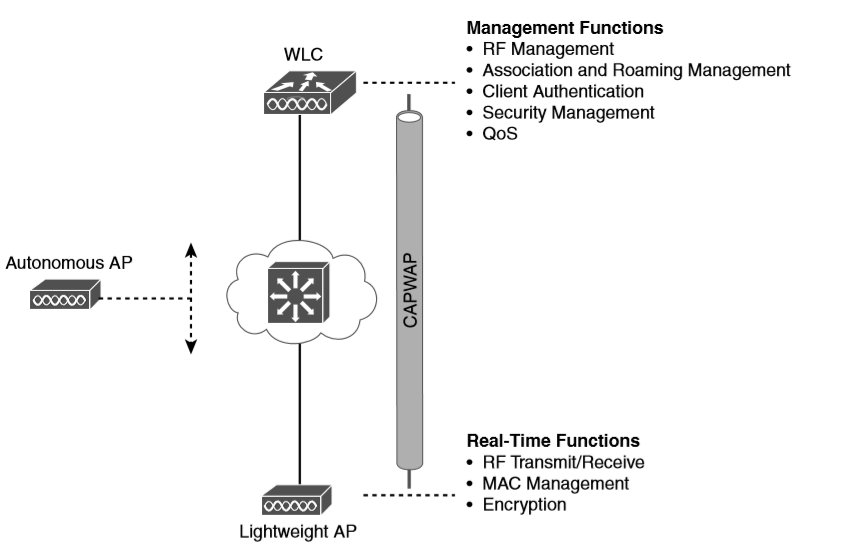 WLC
Management Functions
• RF Management
• Association and Roaming Management
• Client Authentication
• Security Management
• QoS
Autonomous AP
CAPWAP
Real-Time Functions
• RF Transmit/Receive
• MAC Management
• Encryption
Lightweight AP